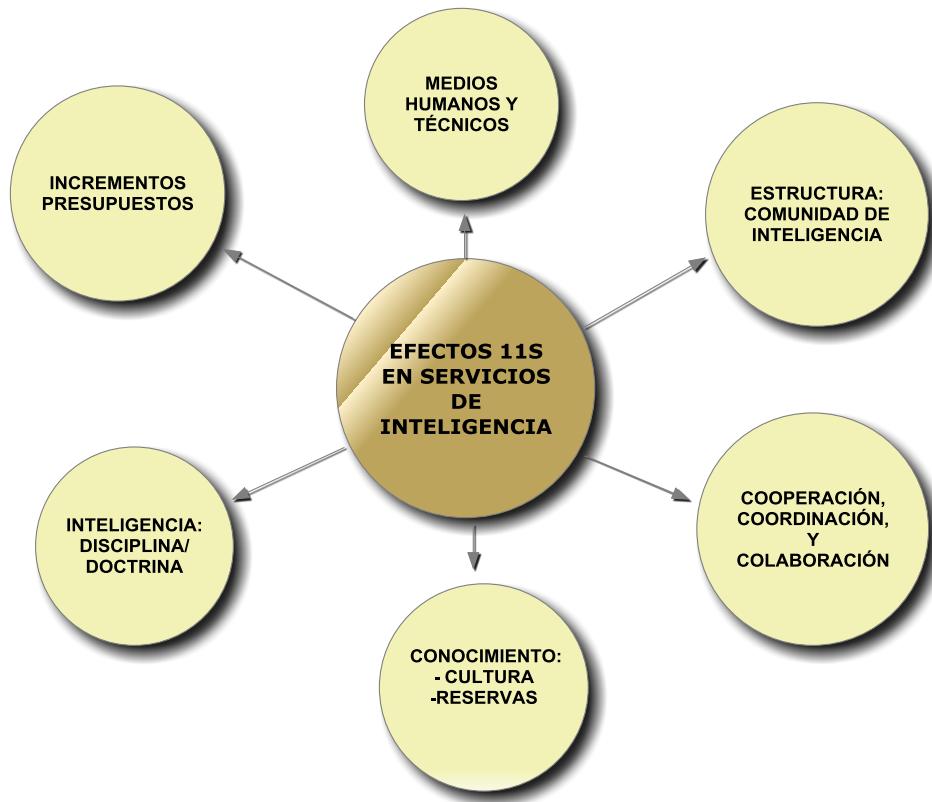 MEDIOS
HUMANOS Y
TÉCNICOS
INCREMENTOS
PRESUPUESTOS
ESTRUCTURA:
COMUNIDAD DE
INTELIGENCIA
EFECTOS 11S
EN SERVICIOS
DE
INTELIGENCIA
INTELIGENCIA:
DISCIPLINA/
DOCTRINA
COOPERACIÓN,
COORDINACIÓN,
Y
COLABORACIÓN
CONOCIMIENTO:
- CULTURA
-RESERVAS